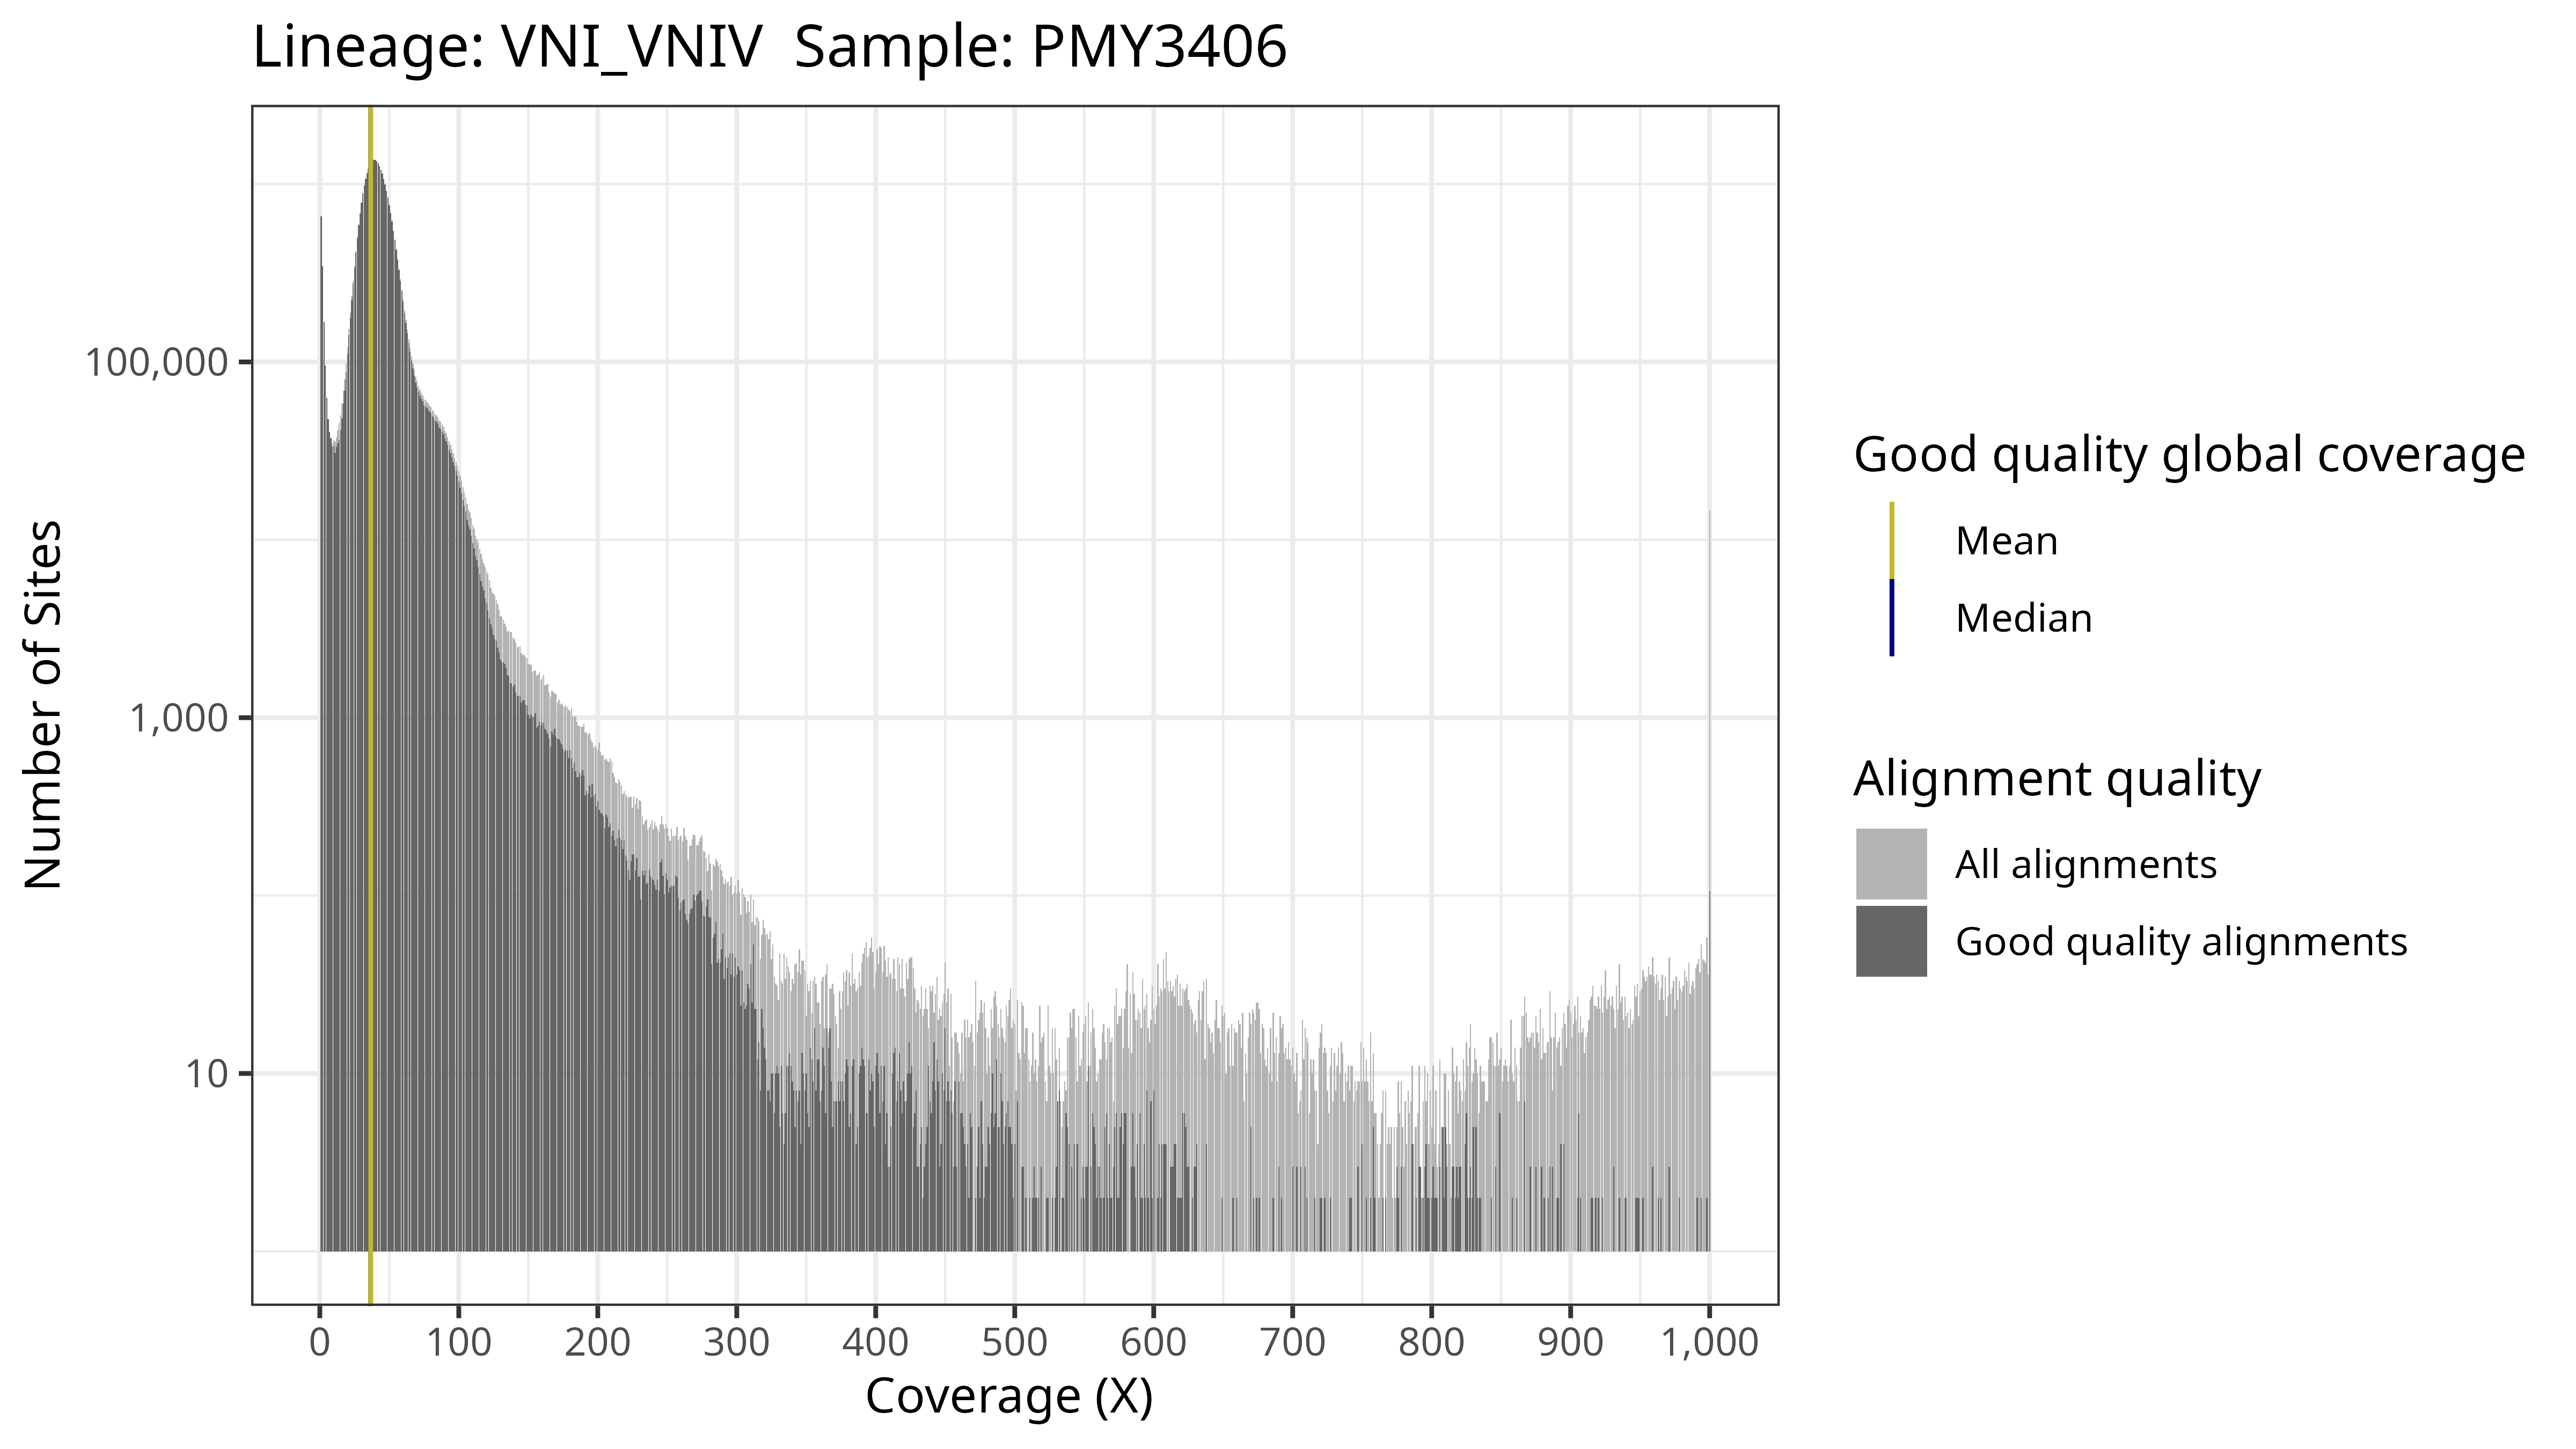 Lineage: VNI_VNIV  Sample: PMY3406
Number of Sites
100,000
1,000
10
0 100 200 300 400 500 600 700 800 900 1,000
Coverage (X)
Good quality global coverage
Mean
Median
Alignment quality
All alignments
Good quality alignments